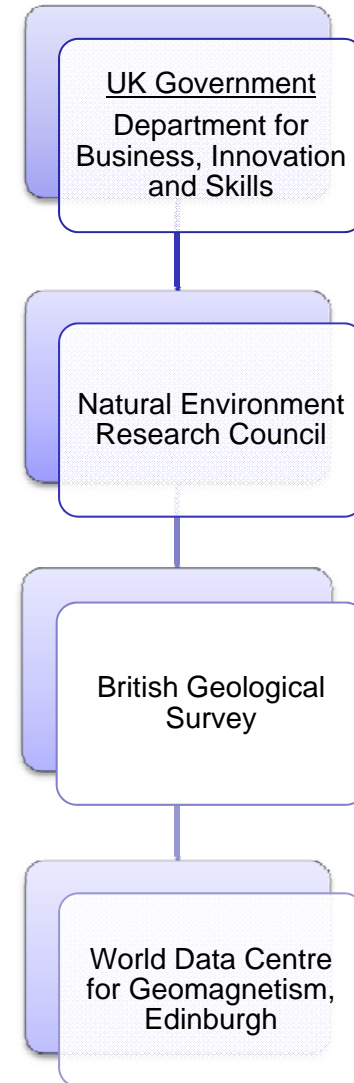 UK Government
Department for
Business, Innovation
and Skills
Natural Environment
Research Council
British Geological
Survey
World Data Centre
for Geomagnetism,
Edinburgh